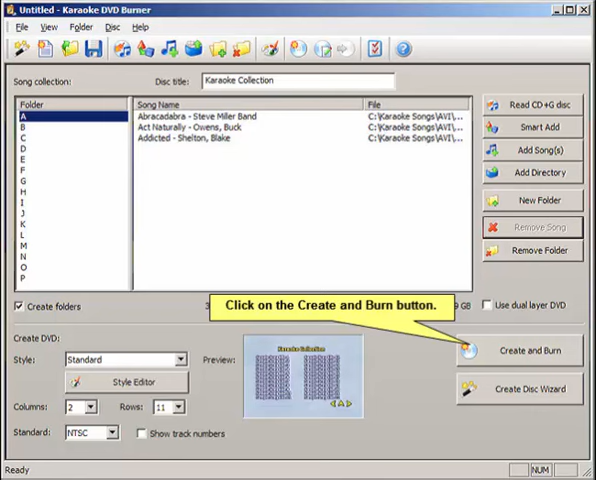 Untitled - Karaoke DVD Burner
File View Folder Disc Help
Song collection:
Disc title: Karaoke Collection
Folder Song Name File
A
B
C
D
E
F
G
H
I
J
K
L
M
N
O
P
Abracadabra - Steve Miller Band C:\Karaoke Songs\AVI\...
Act Naturally - Owens, Buck C:\Karaoke Songs\AVI\...
Addicted - Shelton, Blake C:\Karaoke Songs\AVI\...
Read CD+G disc
Smart Add
Add Song(s)
Add Directory
New Folder
Remove Song
Remove Folder
Create folders
GB
Use dual layer DVD
Click on the Create and Burn button.
Create DVD:
Style: Standard
Style Editor
Columns: 2 Rows: 11
Standard: NTSC Show track numbers
Preview:
Karaoke Collection
Create and Burn
Create Disc Wizard
Ready NUM